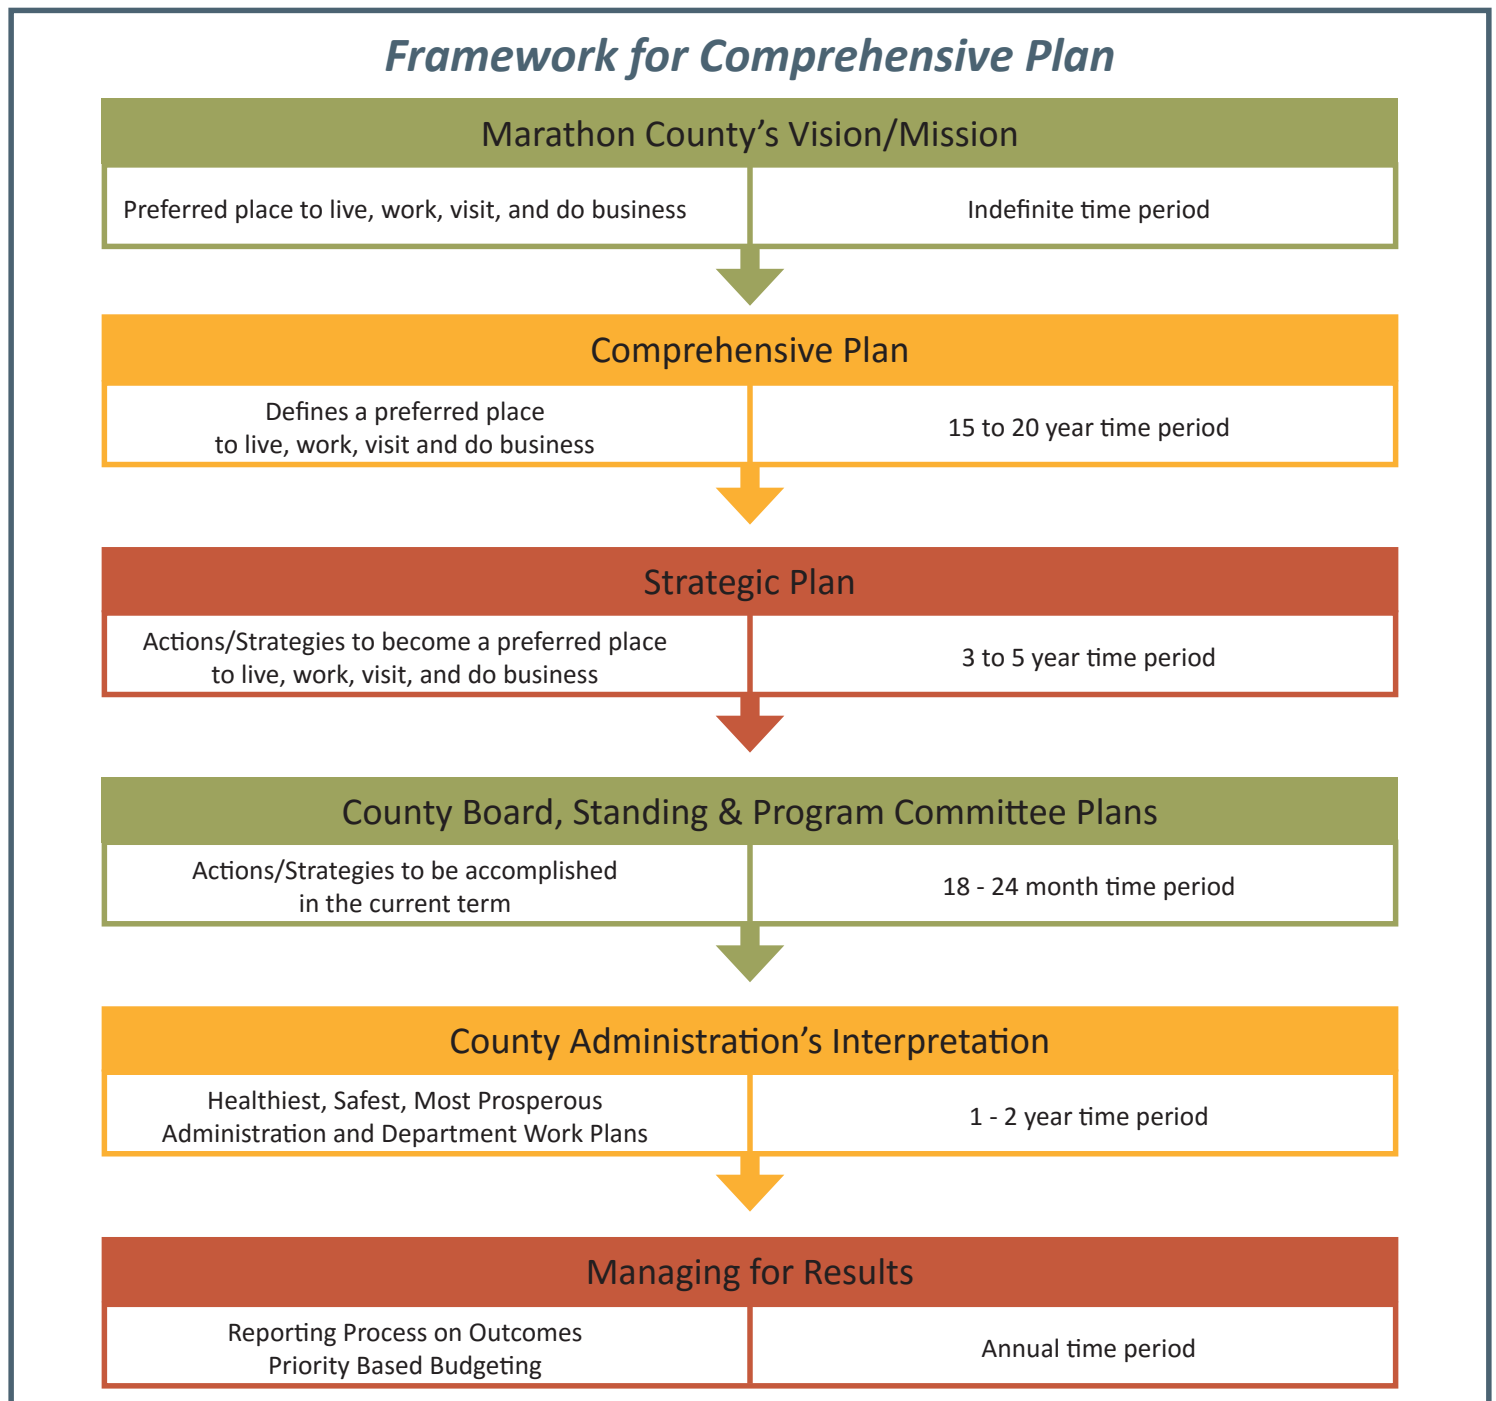 Framework for Comprehensive Plan
Marathon County’s Vision/Mission
Preferred place to live, work, visit, and do business
Indefinite time period
Comprehensive Plan
Defines a preferred place
to live, work, visit and do business
15 to 20 year time period
Strategic Plan
Actions/Strategies to become a preferred place
to live, work, visit, and do business
3 to 5 year time period
County Board, Standing & Program Committee Plans
Actions/Strategies to be accomplished
in the current term
18 - 24 month time period
County Administration’s Interpretation
Healthiest, Safest, Most Prosperous
Administration and Department Work Plans
1 - 2 year time period
Managing for Results
Reporting Process on Outcomes
Priority Based Budgeting
Annual time period